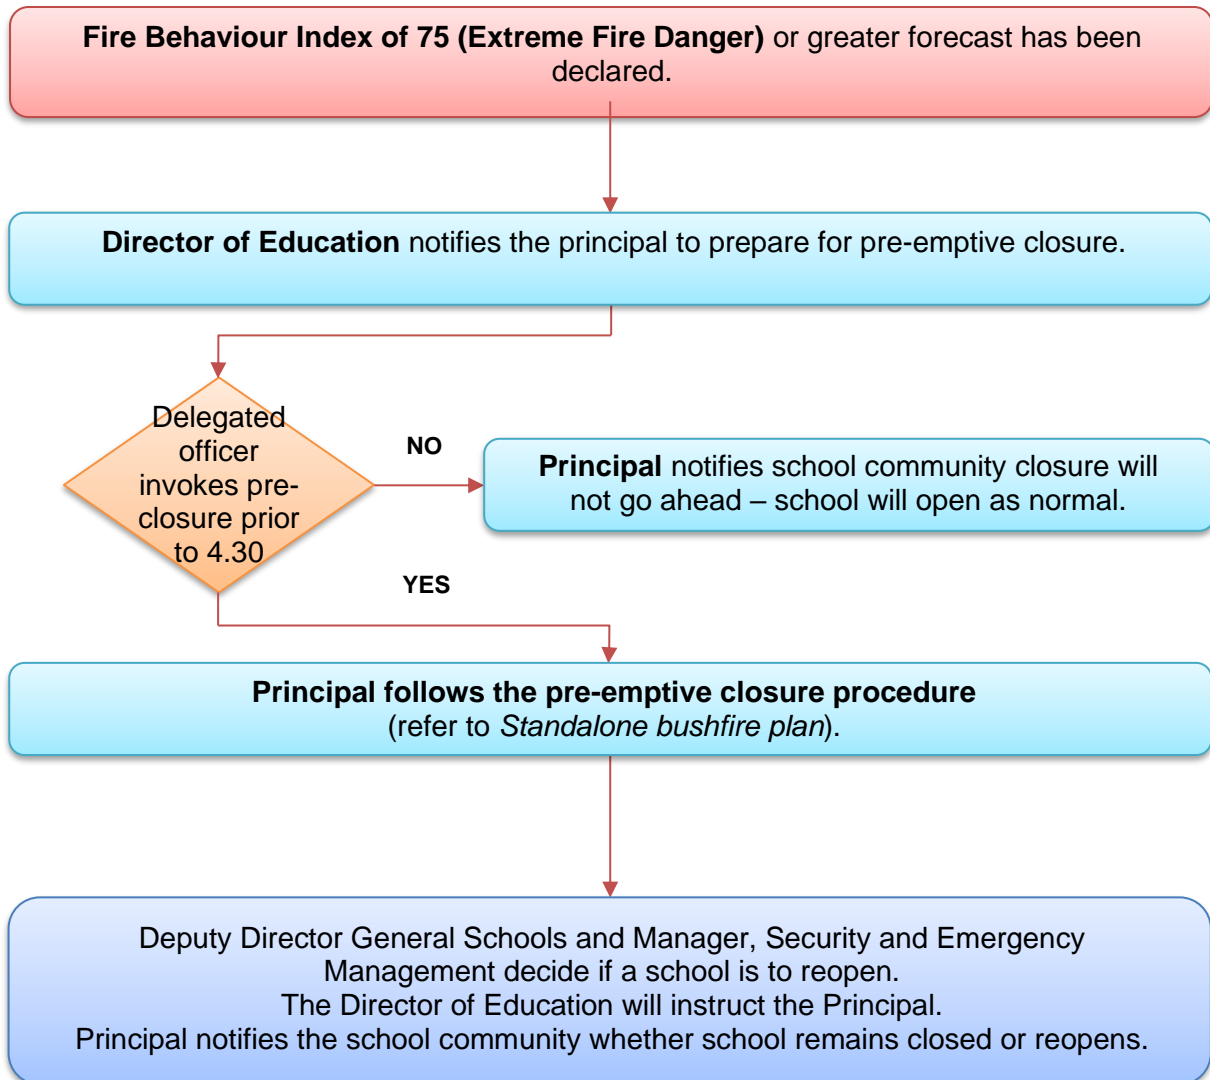 Fire Behaviour Index of 75 (Extreme Fire Danger) or greater forecast has been
declared.
Director of Education notifies the principal to prepare for pre-emptive closure.
Delegated
officer
invokes pre-
closure prior
to 4.30
NO
Principal notifies school community closure will
not go ahead – school will open as normal.
YES
Principal follows the pre-emptive closure procedure
(refer to Standalone bushfire plan).
Deputy Director General Schools and Manager, Security and Emergency
Management decide if a school is to reopen.
The Director of Education will instruct the Principal.
Principal notifies the school community whether school remains closed or reopens.